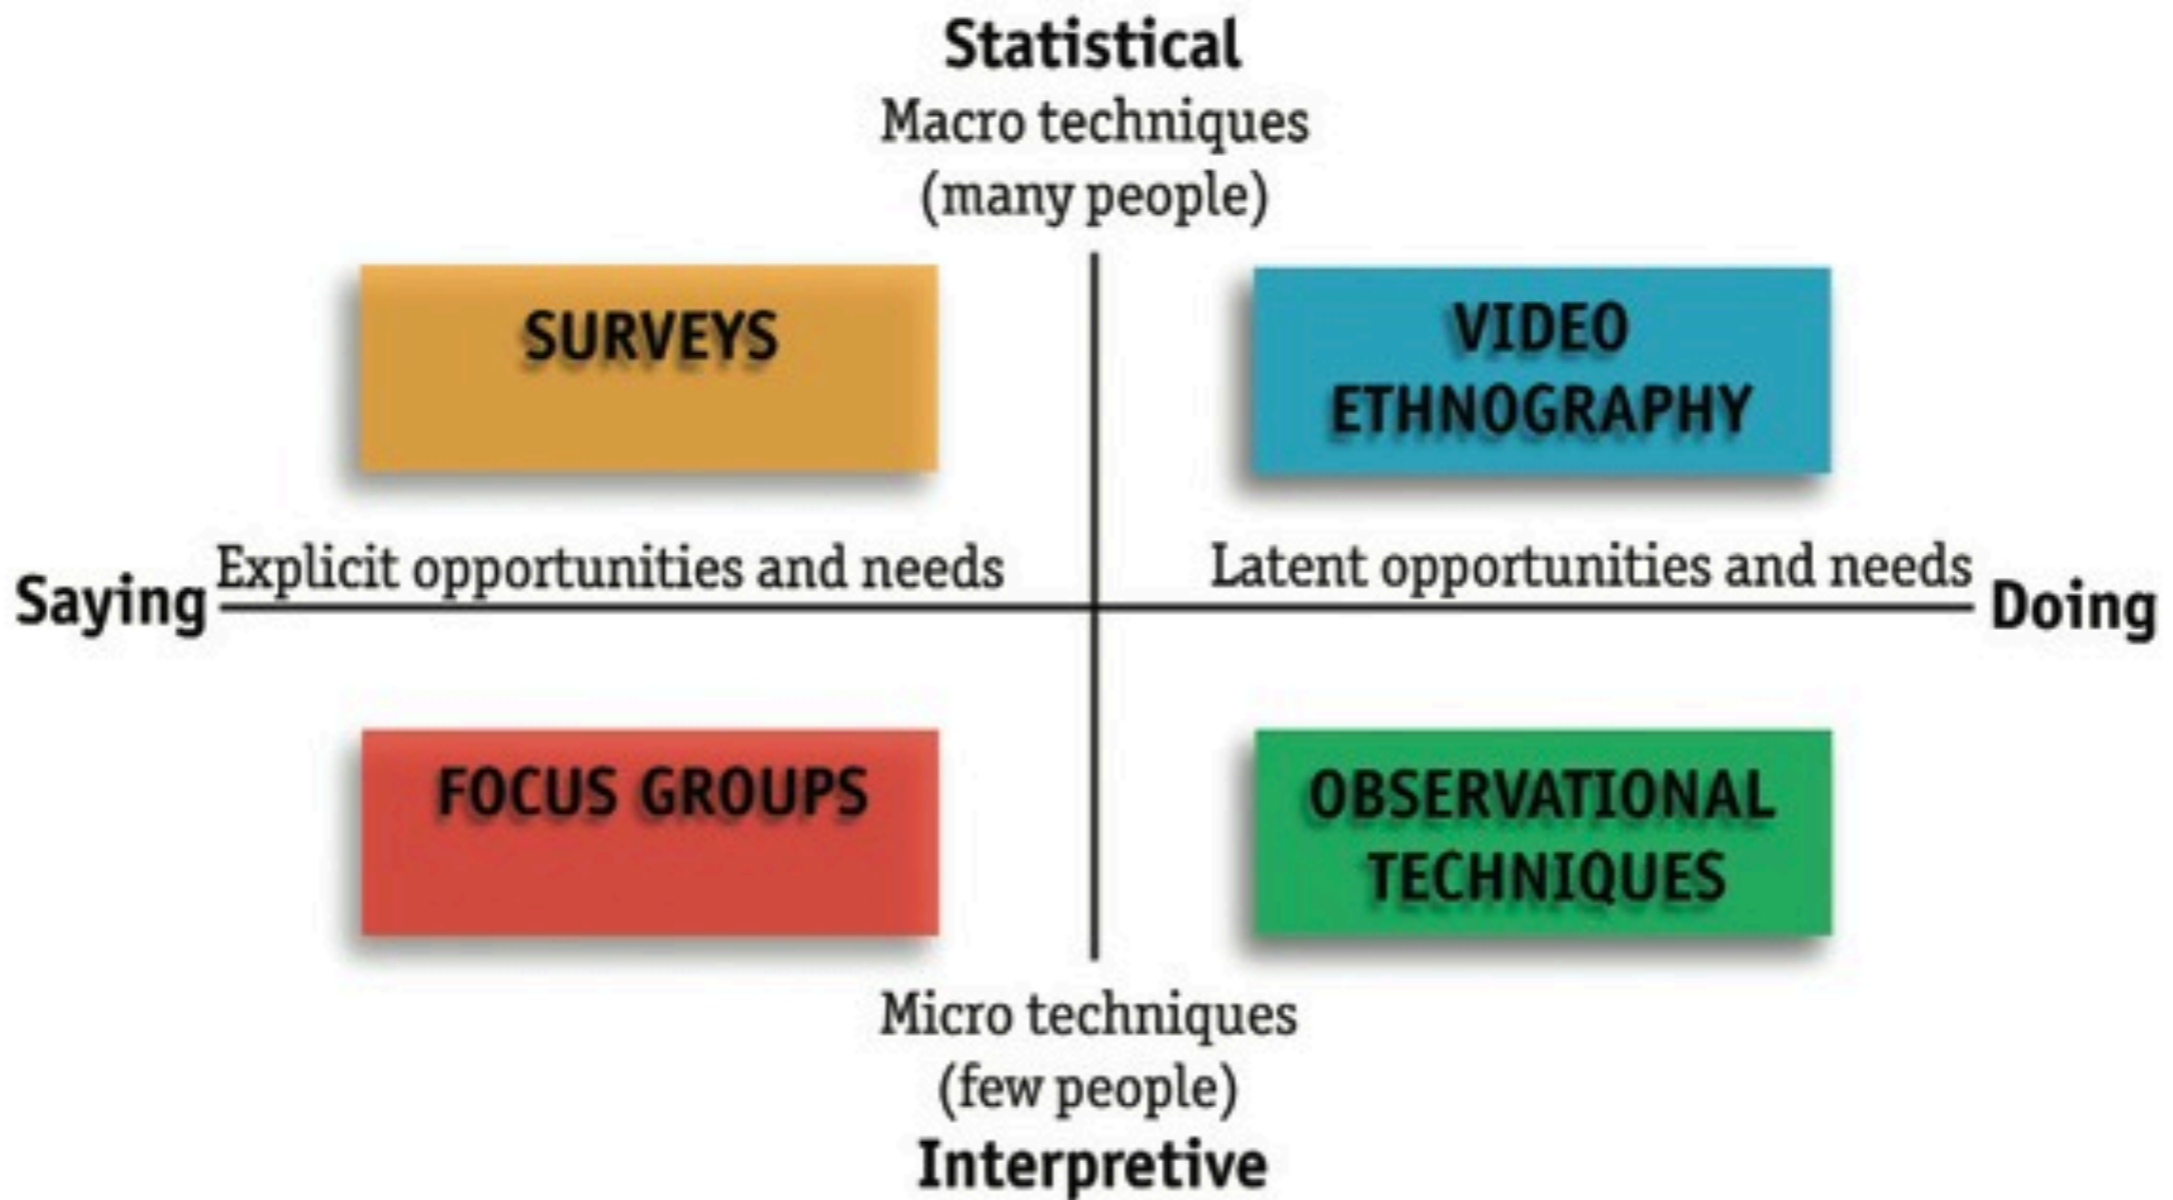 Statistical
Macro techniques
(many people)
SURVEYS
VIDEO
ETHNOGRAPHY
Saying
Explicit opportunities and needs
Latent opportunities and needs
Doing
FOCUS GROUPS
OBSERVATIONAL
TECHNIQUES
Micro techniques
(few people)
Interpretive